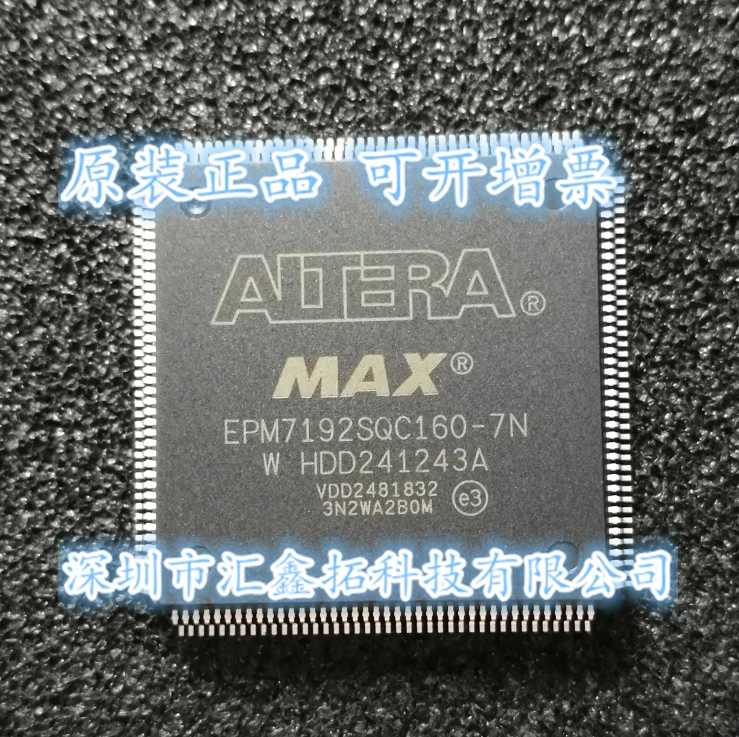 原装正品 可开增票
ALTERA®
MAX®
EPM7192SQC160-7N
W HDD241243A
VDD2481832
3N2WA2B0M e3
深圳市汇鑫拓科技有限公司